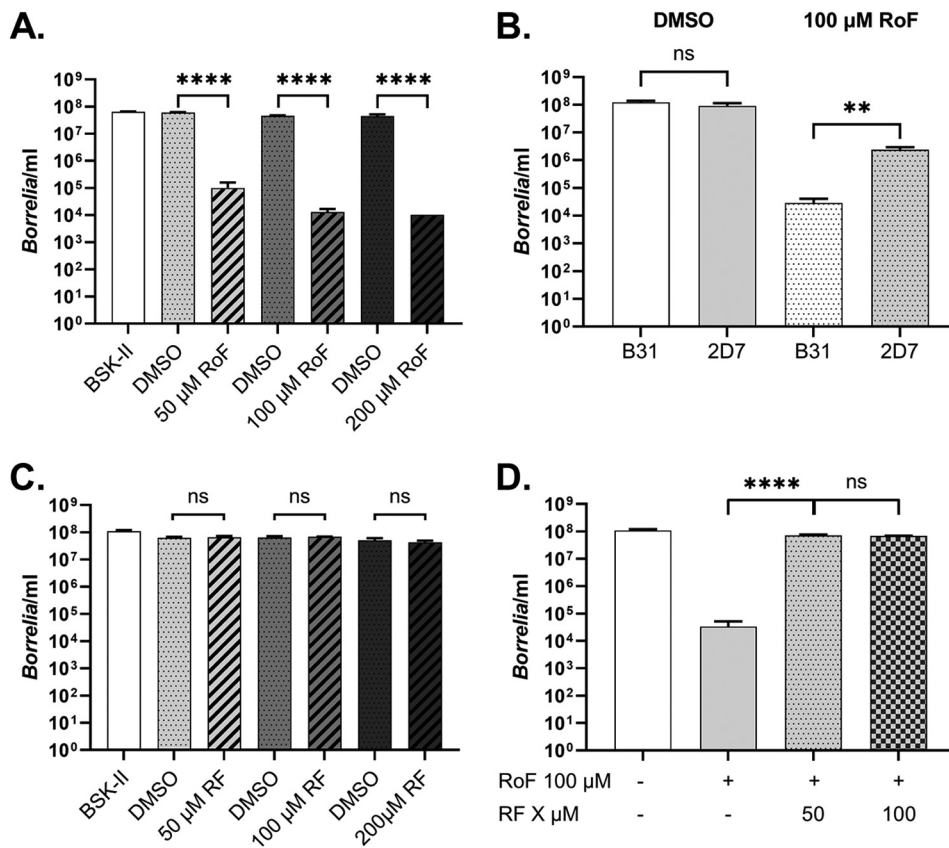 A.
**** **** ****
Borrelia/ml
10⁹
10⁸
10⁷
10⁶
10⁵
10⁴
10³
10²
10¹
10⁰
BSK-II
DMSO
50 µM RoF
DMSO
100 µM RoF
DMSO
200 µM RoF
B.
DMSO 100 µM RoF
ns
**
Borrelia/ml
10⁹
10⁸
10⁷
10⁶
10⁵
10⁴
10³
10²
10¹
10⁰
B31 2D7 B31 2D7
C.
ns ns ns
Borrelia/ml
10⁹
10⁸
10⁷
10⁶
10⁵
10⁴
10³
10²
10¹
10⁰
BSK-II
DMSO
50 µM RF
DMSO
100 µM RF
DMSO
200µM RF
D.
**** ns
Borrelia/ml
10⁹
10⁸
10⁷
10⁶
10⁵
10⁴
10³
10²
10¹
10⁰
RoF 100 µM - + + +
RF X µM - - 50 100